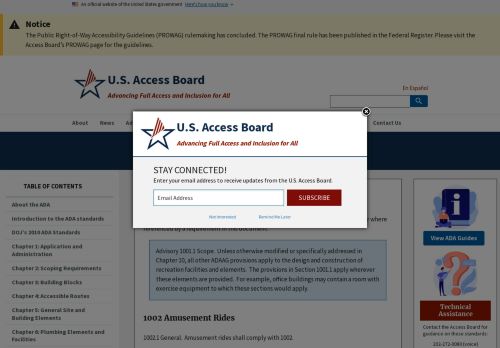 An official website of the United States government Here's how you know
Notice
The Public Right-of-Way Accessibility Guidelines (PROWAG) rulemaking has concluded. The PROWAG final rule has been published in the Federal Register. Please visit the
Access Board's PROWAG page for the guidelines.
U.S. Access Board
Advancing Full Access and Inclusion for All
En Español
About
News
Contact Us
U.S. Access Board
Advancing Full Access and Inclusion for All
STAY CONNECTED!
Enter your email address to receive updates from the U.S. Access Board.
Email Address
SUBSCRIBE
Not Interested
Remind Me Later
TABLE OF CONTENTS
About the ADA
Introduction to the ADA standards
DOJ's 2010 ADA Standards
Chapter 1: Application and
Administration
Chapter 2: Scoping Requirements
Chapter 3: Building Blocks
Chapter 4: Accessible Routes
Chapter 5: General Site and
Building Elements
Chapter 6: Plumbing Elements and
Facilities
where
referenced by a requirement in this document.
Advisory 1001.1 Scope. Unless otherwise modified or specifically addressed in
Chapter 10, all other ADAAG provisions apply to the design and construction of
recreation facilities and elements. The provisions in Section 1001.1 apply wherever
these elements are provided. For example, office buildings may contain a room with
exercise equipment to which these sections would apply.
1002 Amusement Rides
1002.1 General. Amusement rides shall comply with 1002.
View ADA Guides
Technical
Assistance
Contact the Access Board for
guidance on these standards:
202-272-0080 (voice)